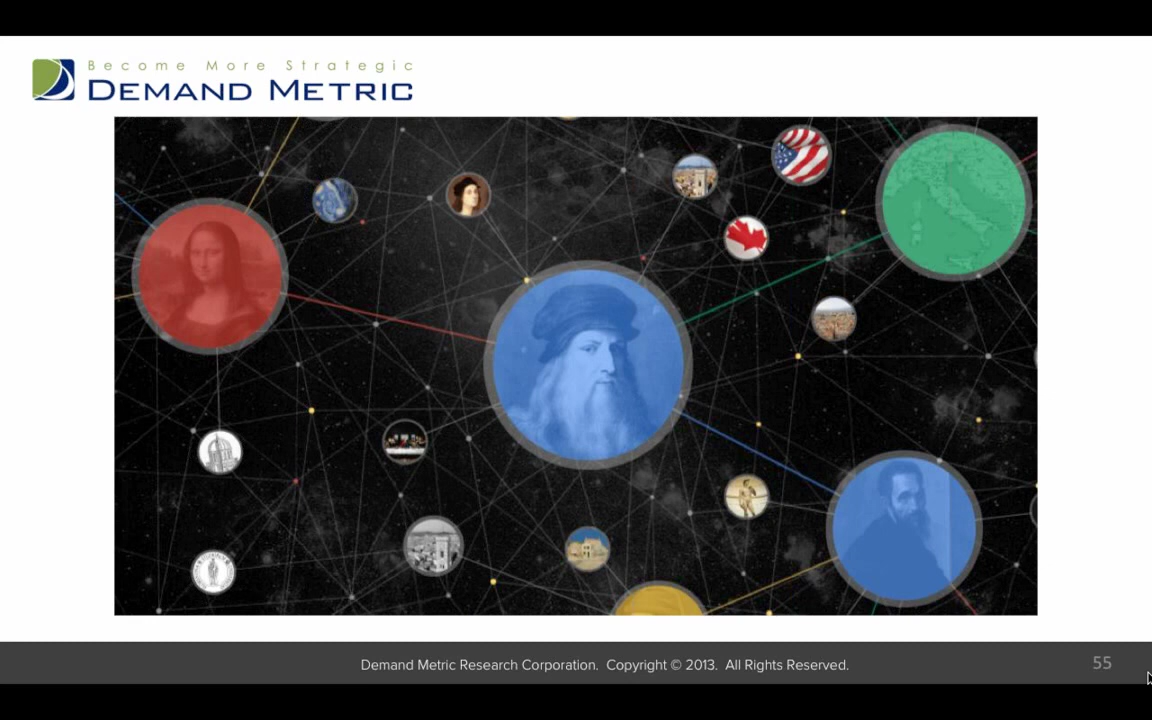 Become More Strategic
DEMAND METRIC
Demand Metric Research Corporation. Copyright © 2013. All Rights Reserved.
55